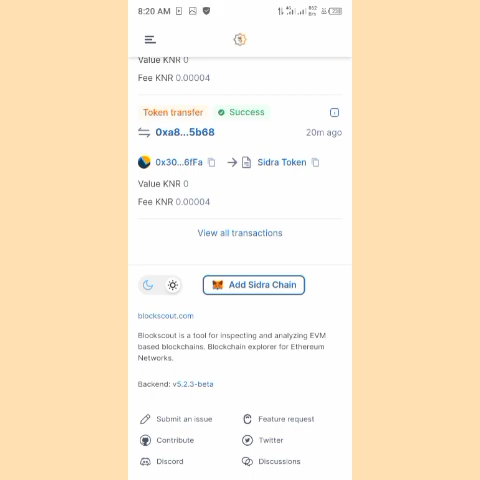 8:20 AM
Value KNR 0
Fee KNR 0.00004
Token transfer Success
0xa8...5b68 20m ago
0x30...6fFa Sidra Token
Value KNR 0
Fee KNR 0.00004
View all transactions
Add Sidra Chain
blockscout.com
Blockscout is a tool for inspecting and analyzing EVM
based blockchains. Blockchain explorer for Ethereum
Networks.
Backend: v5.2.3-beta
Submit an issue Feature request
Contribute Twitter
Discord Discussions